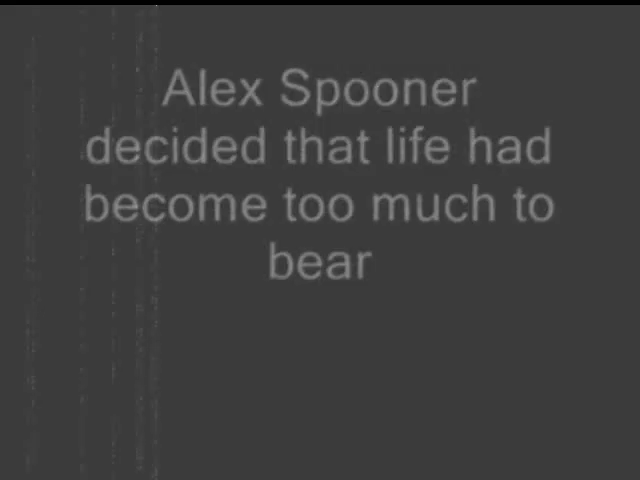 Alex Spooner
decided that life had
become too much to
bear